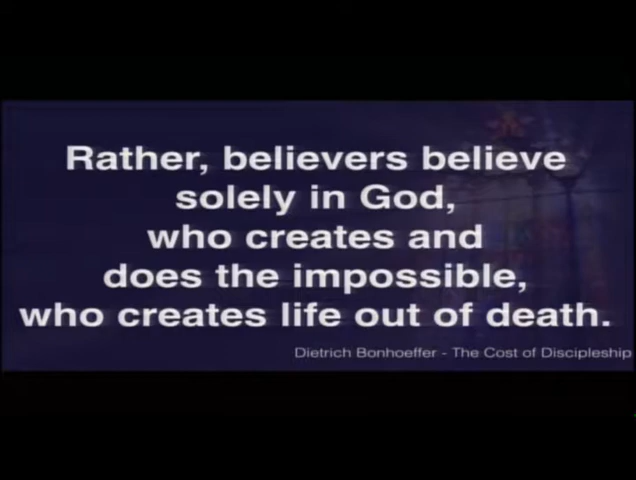 Rather, believers believe
solely in God,
who creates and
does the impossible,
who creates life out of death.
Dietrich Bonhoeffer - The Cost of Discipleship